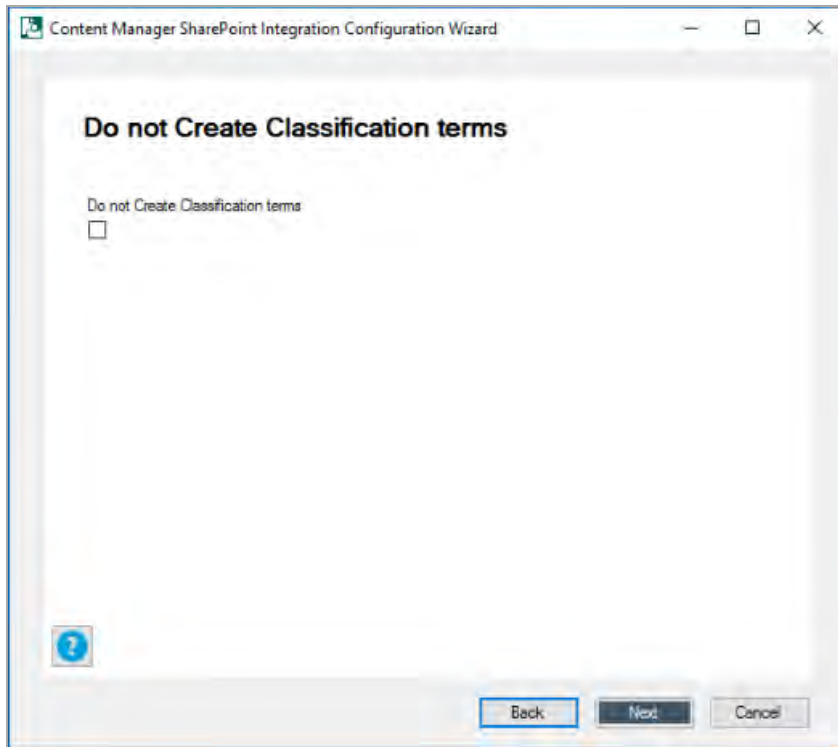 Content Manager SharePoint Integration Configuration Wizard
Do not Create Classification terms
Do not Create Classification terms
?
Back Next Cancel